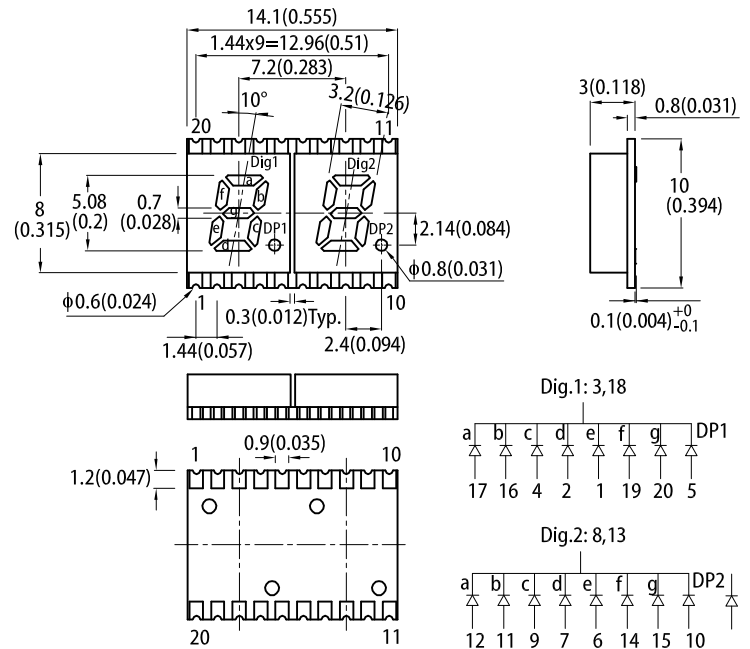 14.1(0.555)
1.44x9=12.96(0.51)
7.2(0.283)
10° 3.2(0.126)
20 11
Dig1 Dig2
a
f b
g
e c
d
DP1 DP2
8
(0.315)
5.08
(0.2)
0.7
(0.028)
2.14(0.084)
ϕ0.8(0.031)
ϕ0.6(0.024)
1 10
0.3(0.012)Typ.
1.44(0.057)
2.4(0.094)
3(0.118)
0.8(0.031)
10
(0.394)
0.1(0.004)+0 -0.1
1 0.9(0.035) 10
1.2(0.047)
20 11
Dig.1: 3,18
a b c d e f g DP1
17 16 4 2 1 19 20 5
Dig.2: 8,13
a b c d e f g DP2
12 11 9 7 6 14 15 10